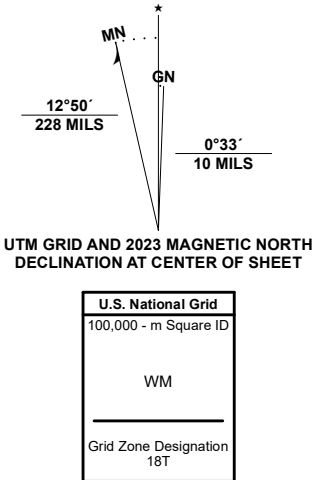 ★
MN
GN
12°50´
228 MILS
0°33´
10 MILS
UTM GRID AND 2023 MAGNETIC NORTH
DECLINATION AT CENTER OF SHEET
U.S. National Grid
100,000 - m Square ID
WM
Grid Zone Designation
18T